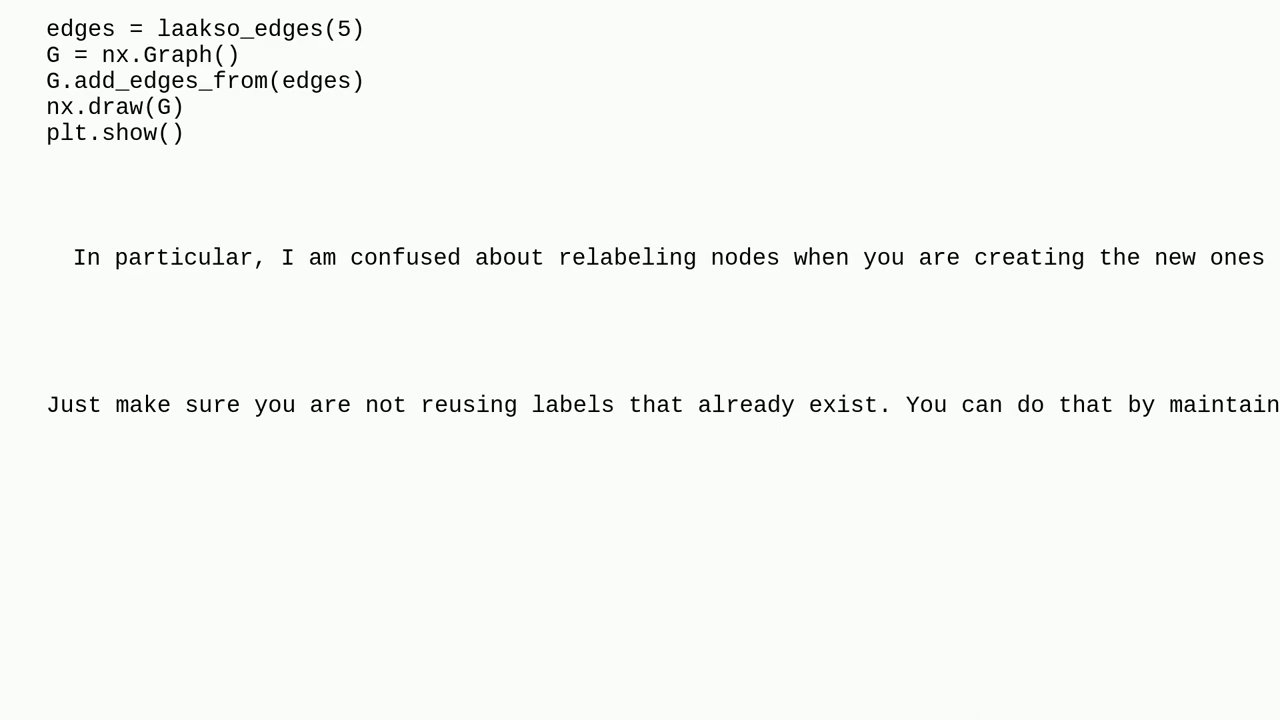 edges = laakso_edges(5)
G = nx.Graph()
G.add_edges_from(edges)
nx.draw(G)
plt.show()
In particular, I am confused about relabeling nodes when you are creating the new ones
Just make sure you are not reusing labels that already exist. You can do that by maintain